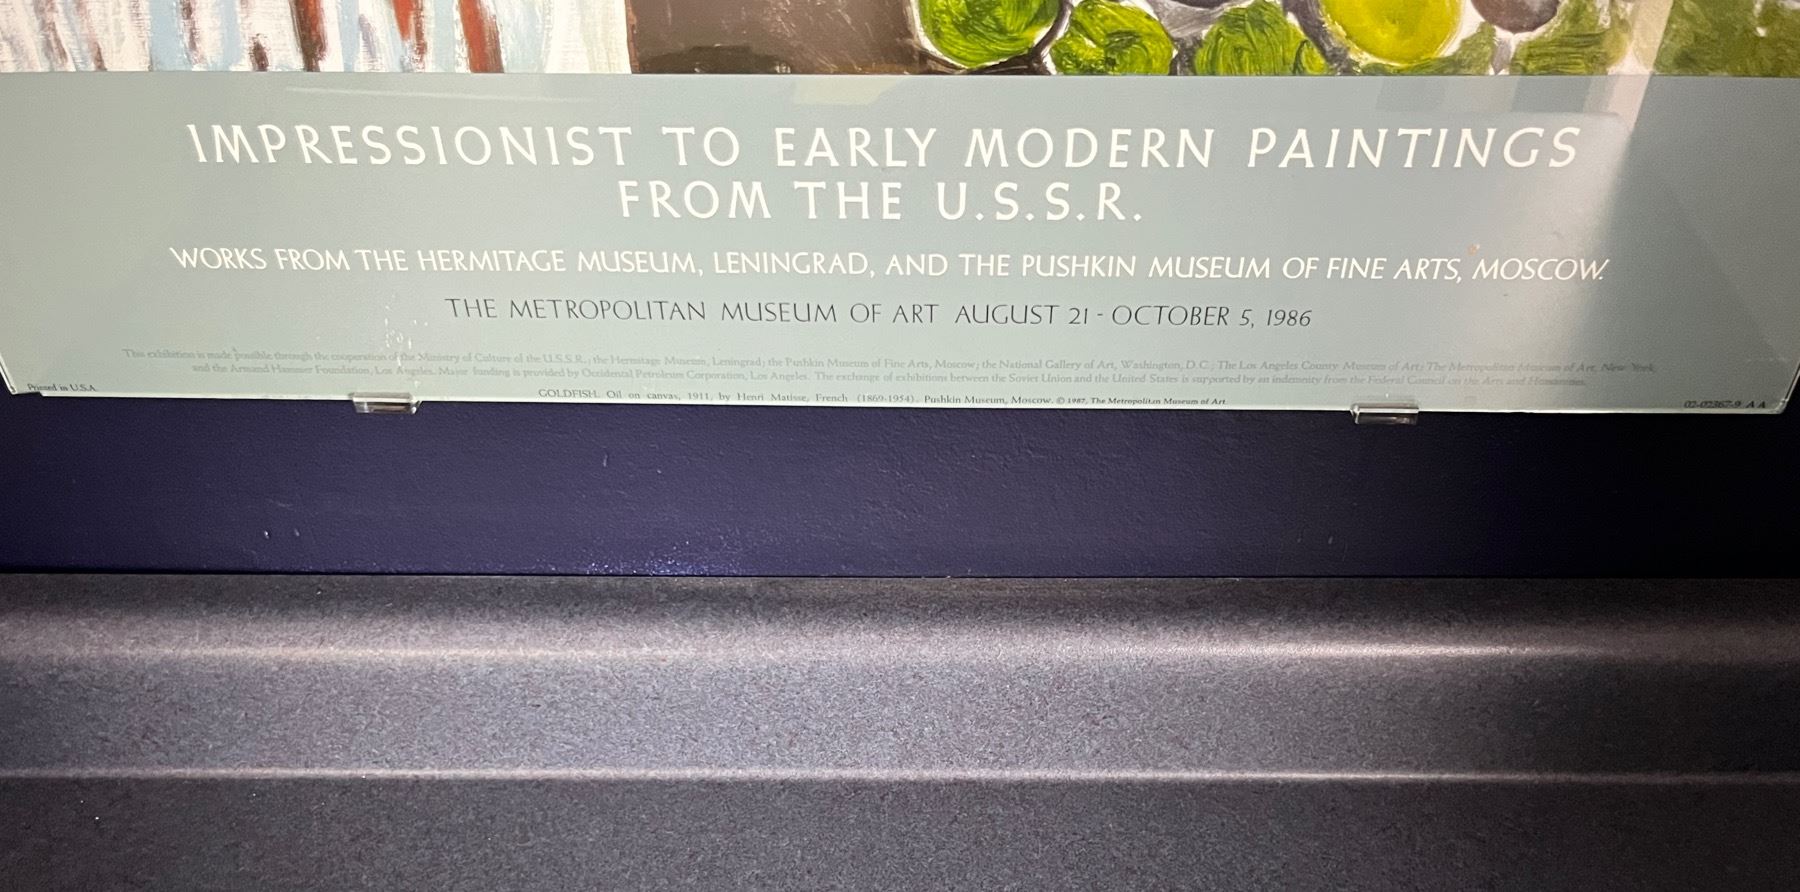 IMPRESSIONIST TO EARLY MODERN PAINTINGS
FROM THE U.S.S.R.
WORKS FROM THE HERMITAGE MUSEUM, LENINGRAD, AND THE PUSHKIN MUSEUM OF FINE ARTS, MOSCOW.
THE METROPOLITAN MUSEUM OF ART AUGUST 21 - OCTOBER 5, 1986
This exhibition is made possible through the cooperation of the Ministry of Culture of the U.S.S.R.; the Hermitage Museum, Leningrad; the Pushkin Museum of Fine Arts, Moscow; the National Gallery of Art, Washington, D.C.; The Los Angeles County Museum of Art; The Metropolitan Museum of Art, New York
and the Armand Hammer Foundation, Los Angeles. Major funding is provided by Occidental Petroleum Corporation, Los Angeles. The exchange of exhibitions between the Soviet Union and the United States is supported by an indemnity from the Federal Council on the Arts and Humanities.
Printed in U.S.A.
GOLDFISH. Oil on canvas, 1911, by Henri Matisse, French (1869-1954). Pushkin Museum, Moscow. © 1987, The Metropolitan Museum of Art
02-02367-9 AA